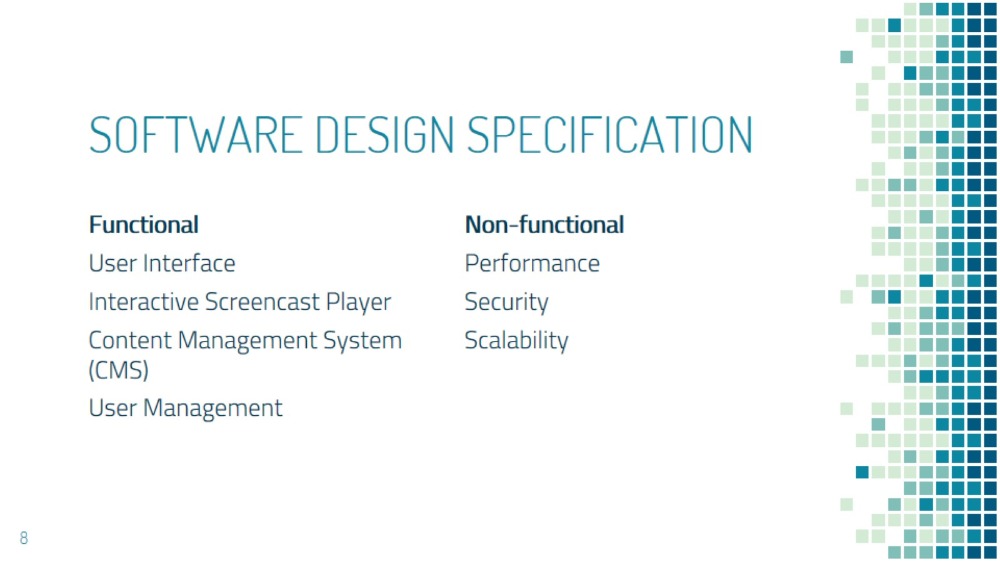 SOFTWARE DESIGN SPECIFICATION
Functional
User Interface
Interactive Screencast Player
Content Management System
(CMS)
User Management
Non-functional
Performance
Security
Scalability
8